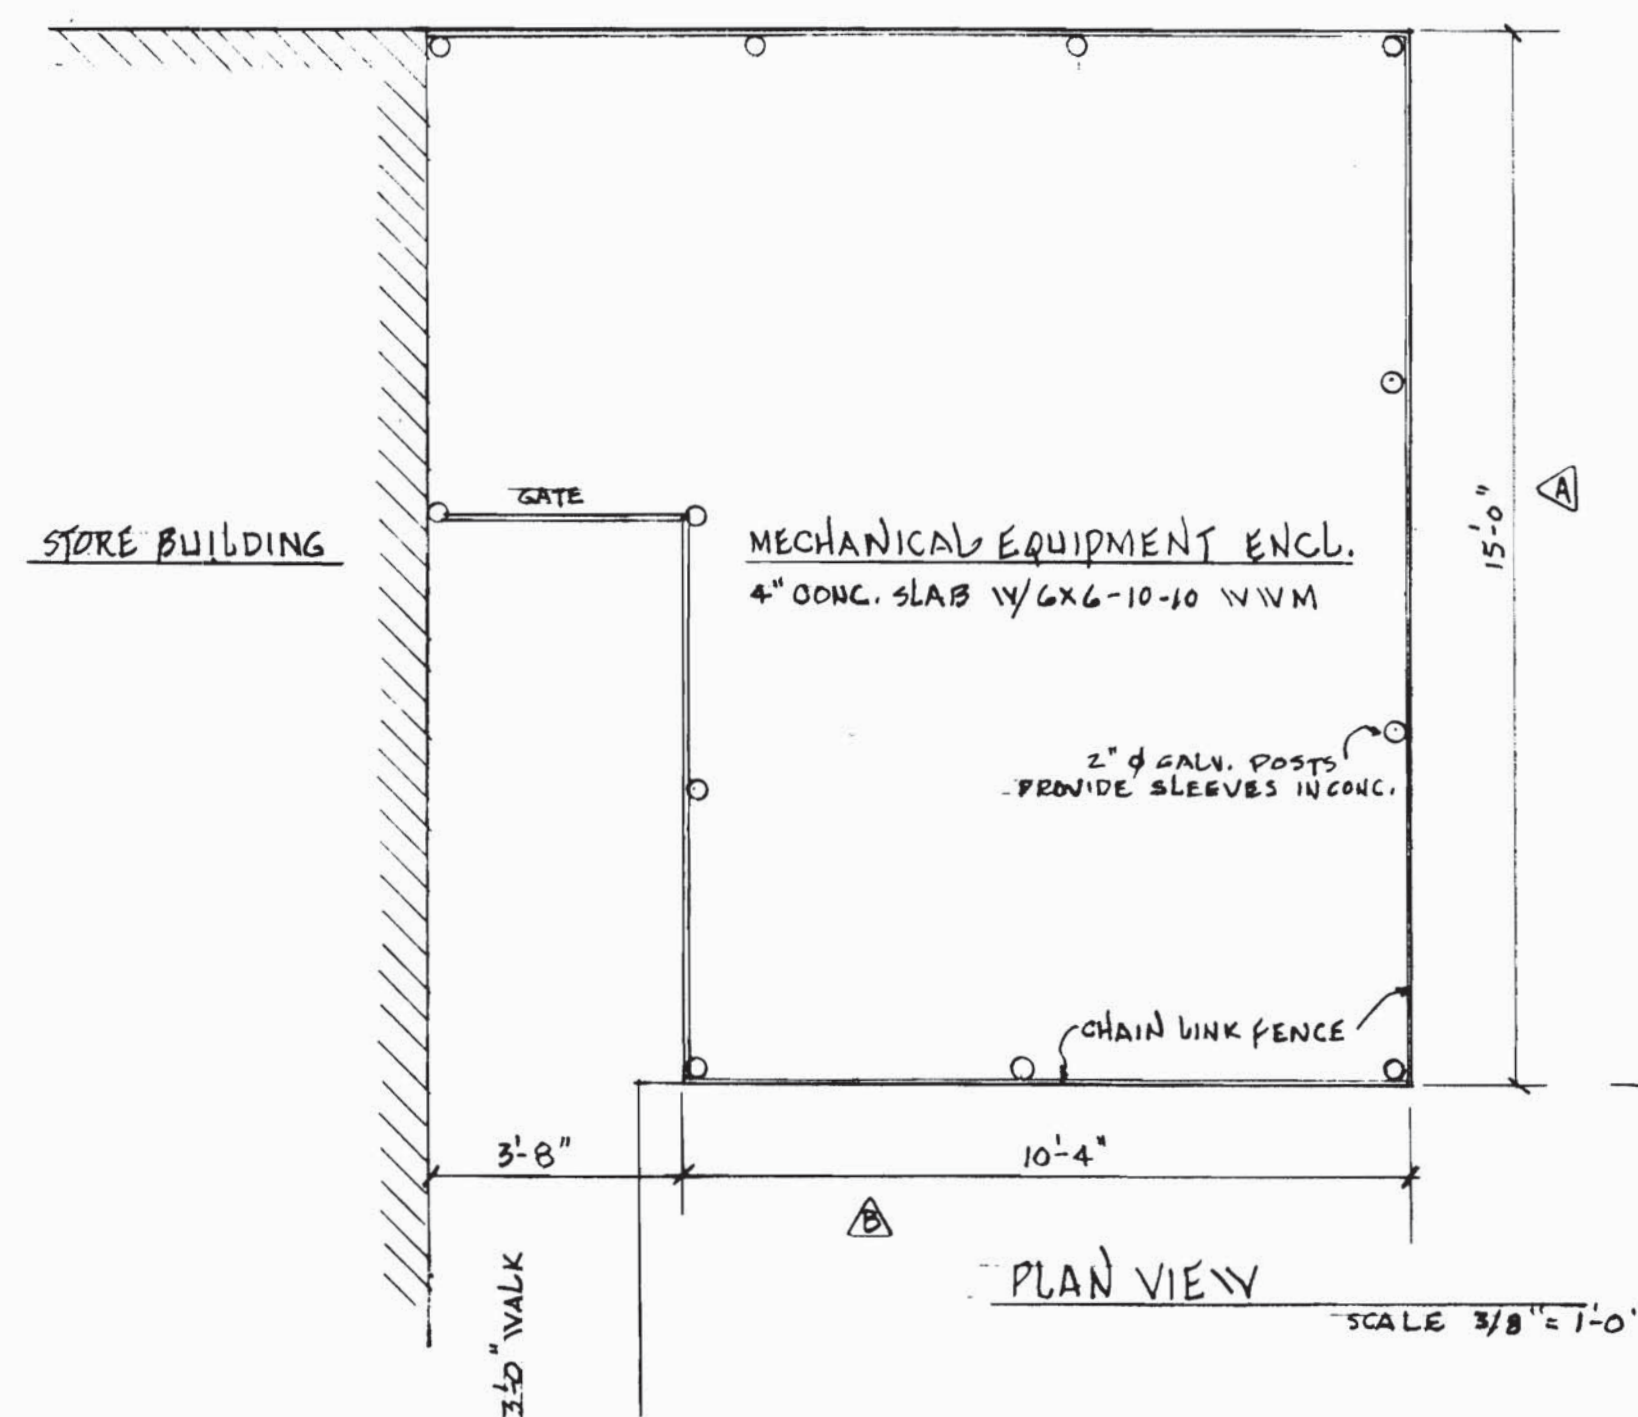 GATE
STORE BUILDING
MECHANICAL EQUIPMENT ENCL.
4" CONC. SLAB W/6X6-10-10 WWM
15'-0"
A
2" ϕ GALV. POSTS
PROVIDE SLEEVES IN CONC.
CHAIN LINK FENCE
3'-8"
10'-4"
B
3'-0" WALK
PLAN VIEW
SCALE 3/8" = 1'-0"